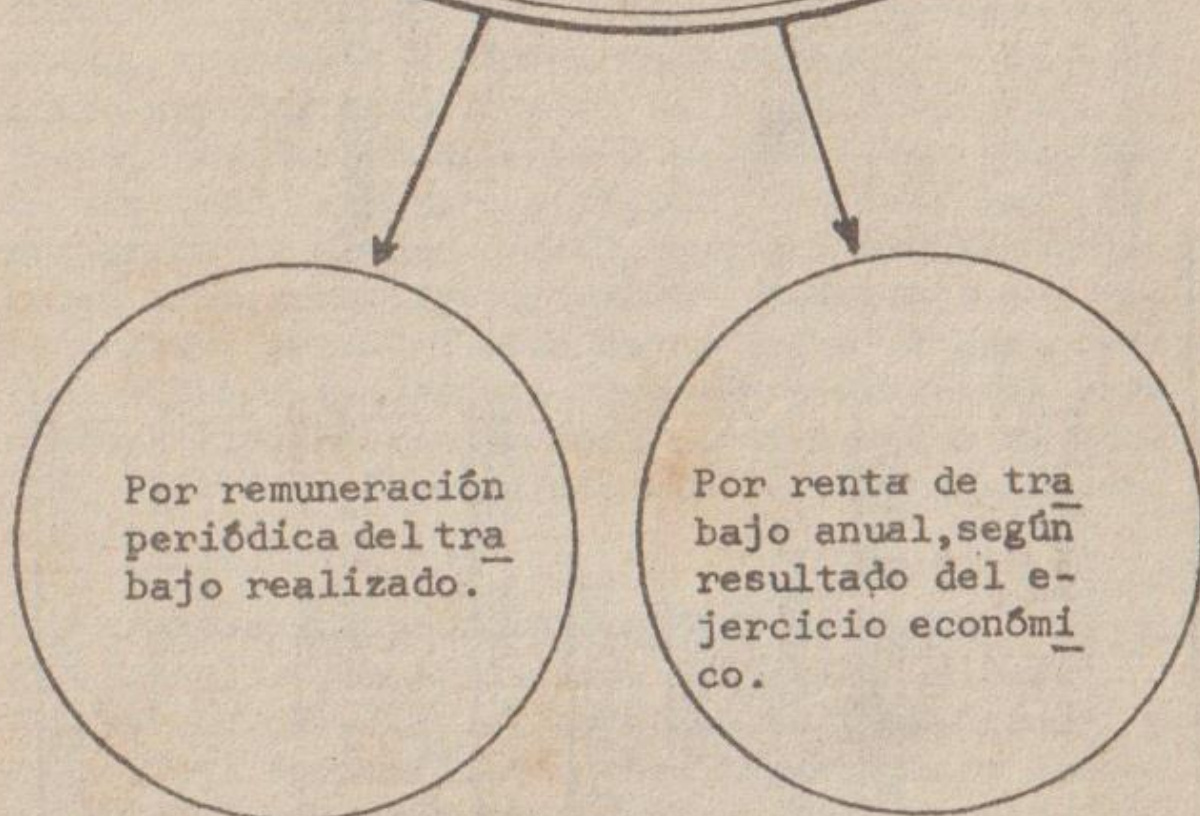 Por remuneración
periódica del tra
bajo realizado.
Por renta de tra
bajo anual, según
resultado del e-
jercicio económi
co.